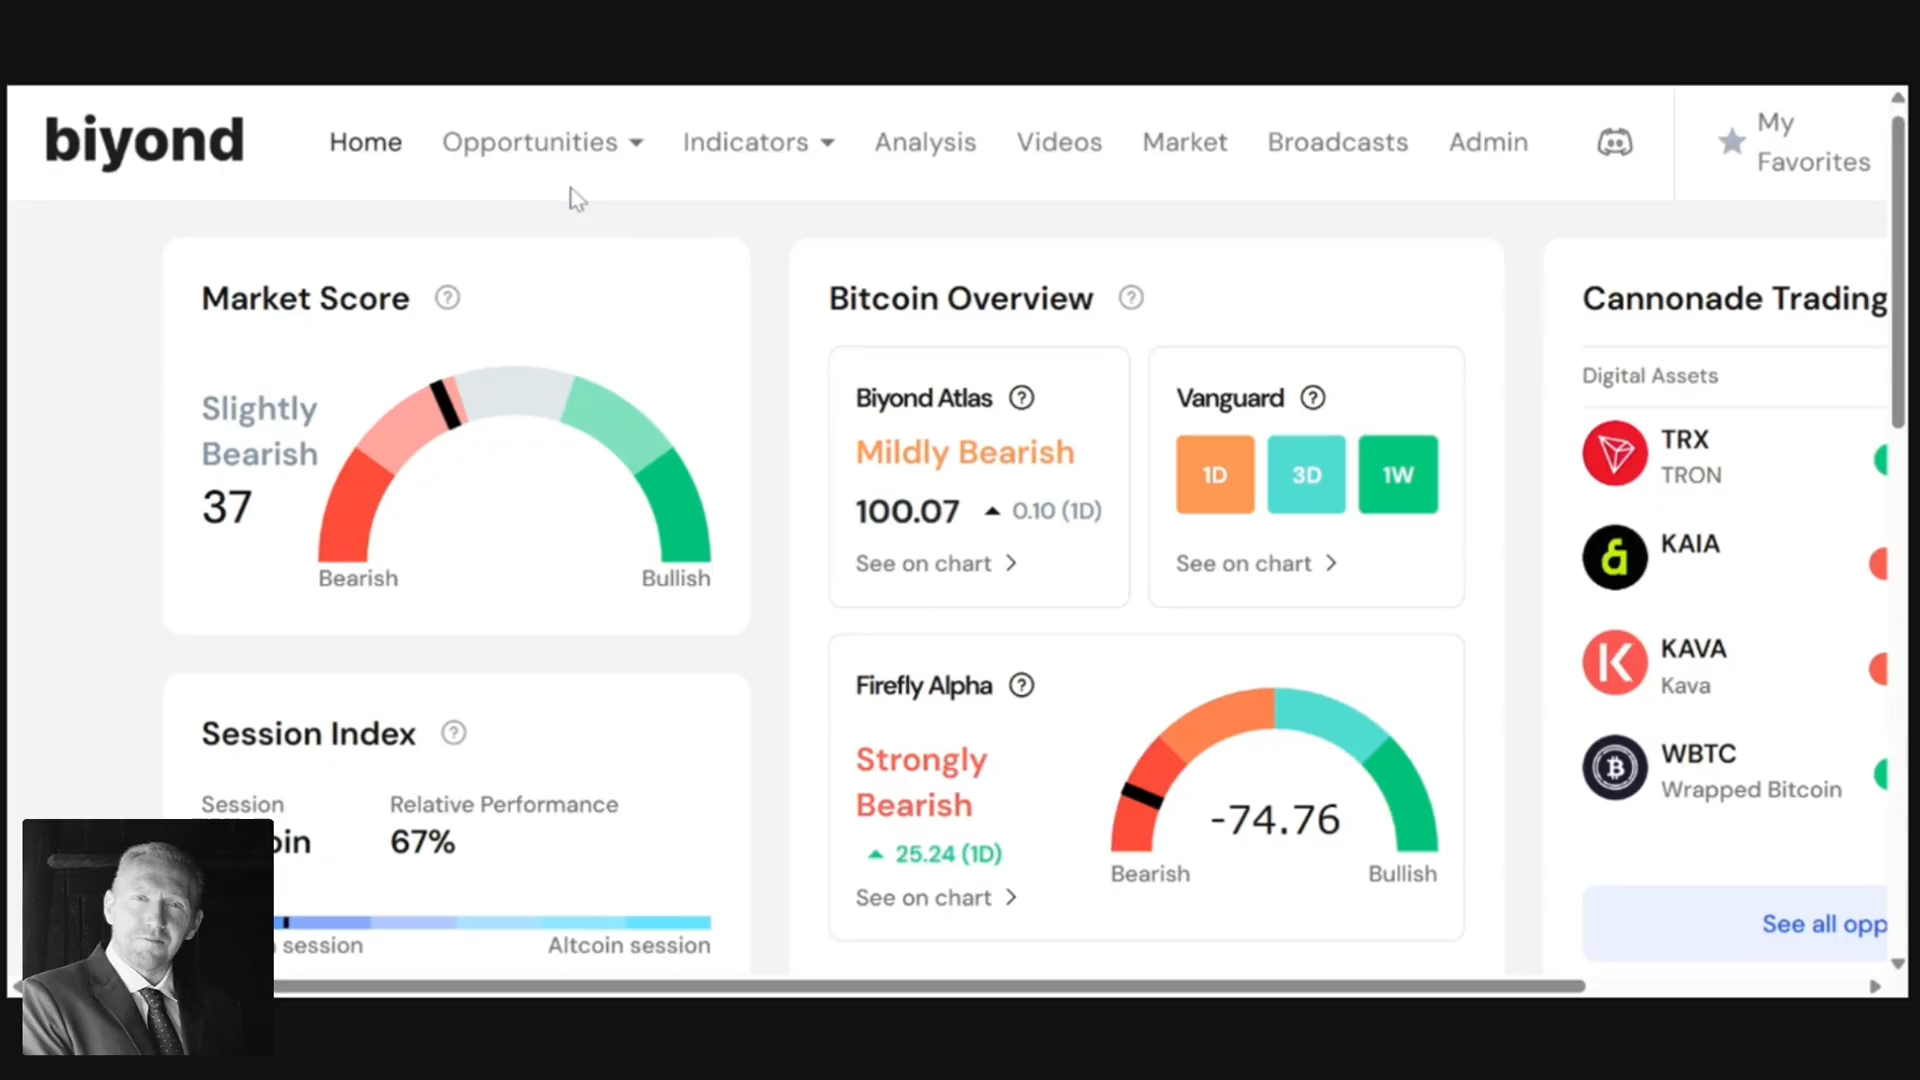 biyond
Home
Opportunities
Indicators
Analysis
Videos
Market
Broadcasts
Admin
My
Favorites
Market Score
Slightly
Bearish
37
Bearish
Bullish
Session Index
Session
Relative Performance
67%
session
Altcoin session
Bitcoin Overview
Biyond Atlas
Mildly Bearish
100.07
0.10 (1D)
See on chart
Vanguard
1D
3D
1W
See on chart
Firefly Alpha
Strongly
Bearish
25.24 (1D)
See on chart
-74.76
Bearish
Bullish
Cannonade Trading
Digital Assets
TRX
TRON
KAIA
KAVA
Kava
WBTC
Wrapped Bitcoin
See all